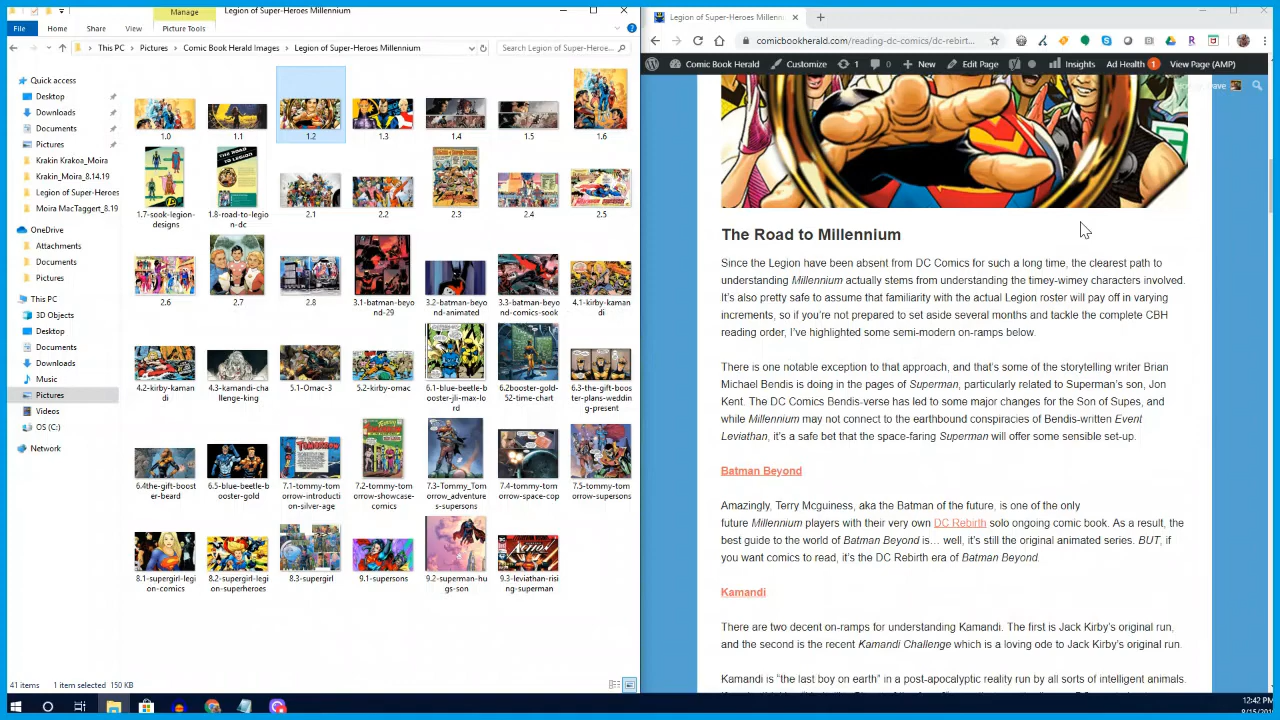 Manage
Legion of Super-Heroes Millennium
File
Home
Share
View
Picture Tools
This PC
Pictures
Comic Book Herald Images
Legion of Super-Heroes Millennium
Search Legion of Super-Heroe...
Quick access
Desktop
Downloads
Documents
Pictures
Krakin Krakoa_Moira
Krakin_Moira_8.14.19
Legion of Super-Heroes
Moira MacTaggert_8.19
OneDrive
Attachments
Documents
Pictures
This PC
3D Objects
Desktop
Documents
Downloads
Music
Pictures
Videos
OS (C:)
Network
1.0
1.1
1.2
1.3
1.4
1.5
1.6
1.7-sook-legion-designs
1.8-road-to-legion-dc
2.1
2.2
2.3
2.4
2.5
2.6
2.7
2.8
3.1-batman-beyond-29
3.2-batman-beyond-animated
3.3-batman-beyond-comics-sook
4.1-kirby-kamandi
4.2-kirby-kamandi
4.3-kamandi-challenge-king
5.1-Omac-3
5.2-kirby-omac
6.1-blue-beetle-booster-jli-max-lord
6.2booster-gold-52-time-chart
6.3-the-gift-booster-plans-wedding-present
6.4the-gift-booster-beard
6.5-blue-beetle-booster-gold
7.1-tommy-tomorrow-introduction-silver-age
7.2-tommy-tomorrow-showcase-comics
7.3-Tommy_Tomorrow_adventures-supersons
7.4-tommy-tomorrow-space-cop
7.5-tommy-tomorrow-supersons
8.1-supergirl-legion-comics
8.2-supergirl-legion-superheroes
8.3-supergirl
9.1-supersons
9.2-superman-hugs-son
9.3-leviathan-rising-superman
41 items
1 item selected 150 KB
Legion of Super-Heroes Millenni
comicbookherald.com/reading-dc-comics/dc-rebirt...
Comic Book Herald
Customize
1
0
New
Edit Page
Insights
Ad Health
1
View Page (AMP)
The Road to Millennium
Since the Legion have been absent from DC Comics for such a long time, the clearest path to
understanding Millennium actually stems from understanding the timey-wimey characters involved.
It's also pretty safe to assume that familiarity with the actual Legion roster will pay off in varying
increments, so if you're not prepared to set aside several months and tackle the complete CBH
reading order, I've highlighted some semi-modern on-ramps below.
There is one notable exception to that approach, and that's some of the storytelling writer Brian
Michael Bendis is doing in the pages of Superman, particularly related to Superman's son, Jon
Kent. The DC Comics Bendis-verse has led to some major changes for the Son of Supes, and
while Millennium may not connect to the earthbound conspiracies of Bendis-written Event
Leviathan, it's a safe bet that the space-faring Superman will offer some sensible set-up.
Batman Beyond
Amazingly, Terry Mcguiness, aka the Batman of the future, is one of the only
future Millennium players with their very own DC Rebirth solo ongoing comic book. As a result, the
best guide to the world of Batman Beyond is... well, it's still the original animated series. BUT, if
you want comics to read, it's the DC Rebirth era of Batman Beyond.
Kamandi
There are two decent on-ramps for understanding Kamandi. The first is Jack Kirby's original run,
and the second is the recent Kamandi Challenge which is a loving ode to Jack Kirby's original run.
Kamandi is "the last boy on earth" in a post-apocalyptic reality run by all sorts of intelligent animals.
12:42 PM